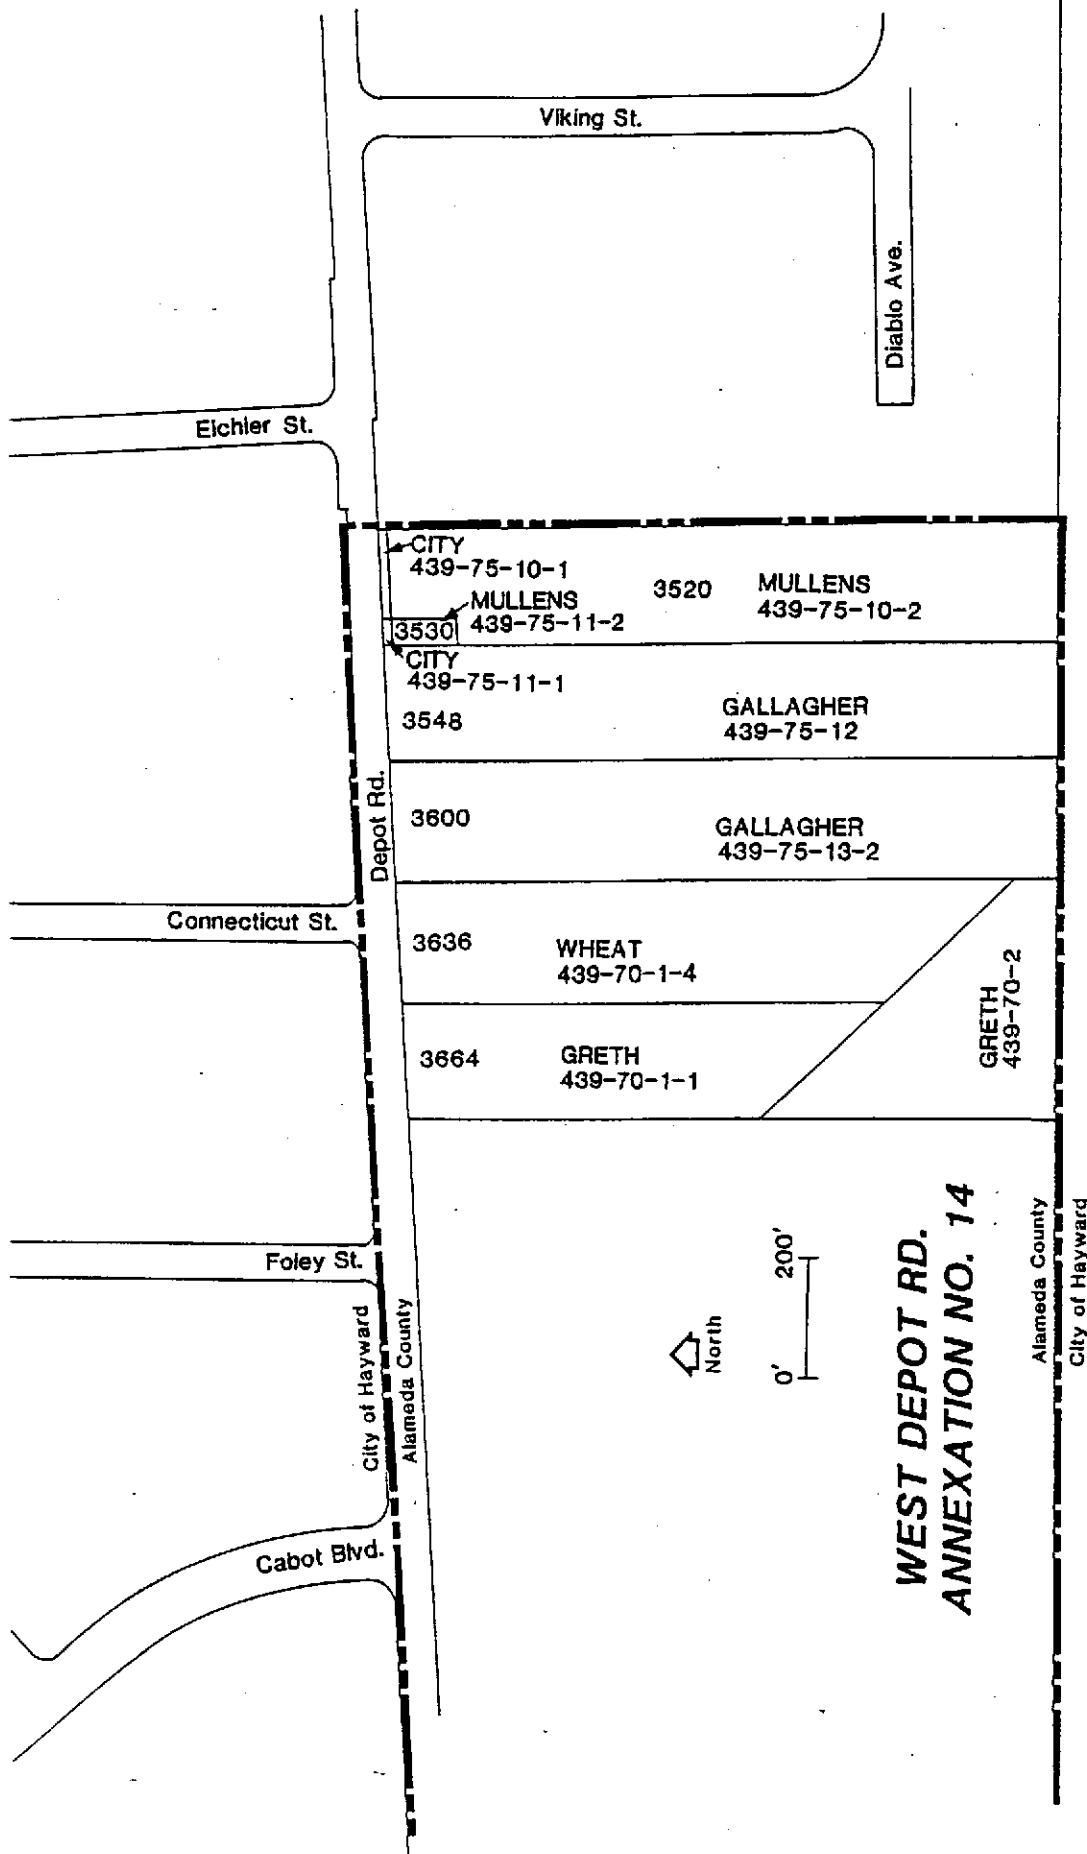 Viking St.
Diablo Ave.
Eichler St.
CITY
439-75-10-1
3520
MULLENS
439-75-10-2
MULLENS
439-75-11-2
3530
CITY
439-75-11-1
3548
GALLAGHER
439-75-12
Depot Rd.
3600
GALLAGHER
439-75-13-2
Connecticut St.
3636
WHEAT
439-70-1-4
GRETH
439-70-2
3664
GRETH
439-70-1-1
Foley St.
City of Hayward
Alameda County
North
0' 200'
WEST DEPOT RD.
ANNEXATION NO. 14
Alameda County
City of Hayward
Cabot Blvd.